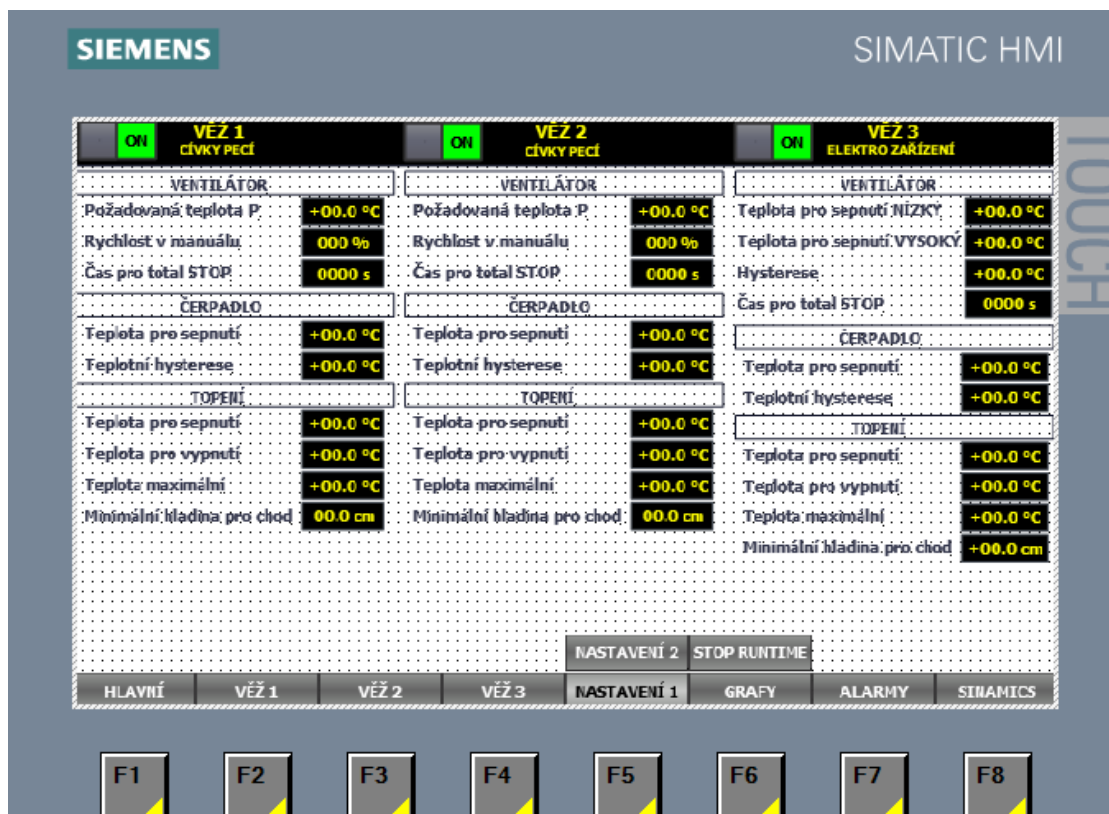 SIEMENS
SIMATIC HMI
TOUCH
ON
VĚŽ 1
CÍVKY PECÍ
ON
VĚŽ 2
CÍVKY PECÍ
ON
VĚŽ 3
ELEKTRO ZAŘÍZENÍ
VENTILÁTOR
Požadovaná teplota P +00.0 °C
Rychlost v manuálu 000 %
Čas pro total STOP 0000 s
ČERPADLO
Teplota pro sepnutí +00.0 °C
Teplotní hysterese +00.0 °C
TOPENÍ
Teplota pro sepnutí +00.0 °C
Teplota pro vypnutí +00.0 °C
Teplota maximální +00.0 °C
Minimální hladina pro chod 00.0 cm
VENTILÁTOR
Požadovaná teplota P +00.0 °C
Rychlost v manuálu 000 %
Čas pro total STOP 0000 s
ČERPADLO
Teplota pro sepnutí +00.0 °C
Teplotní hysterese +00.0 °C
TOPENÍ
Teplota pro sepnutí +00.0 °C
Teplota pro vypnutí +00.0 °C
Teplota maximální +00.0 °C
Minimální hladina pro chod 00.0 cm
VENTILÁTOR
Teplota pro sepnutí NÍZKÝ +00.0 °C
Teplota pro sepnutí VYSOKÝ +00.0 °C
Hysterese +00.0 °C
Čas pro total STOP 0000 s
ČERPADLO
Teplota pro sepnutí +00.0 °C
Teplotní hysterese +00.0 °C
TOPENÍ
Teplota pro sepnutí +00.0 °C
Teplota pro vypnutí +00.0 °C
Teplota maximální +00.0 °C
Minimální hladina pro chod +00.0 cm
NASTAVENÍ 2 STOP RUNTIME
HLAVNÍ VĚŽ 1 VĚŽ 2 VĚŽ 3 NASTAVENÍ 1 GRAFY ALARMY SINAMICS
F1 F2 F3 F4 F5 F6 F7 F8